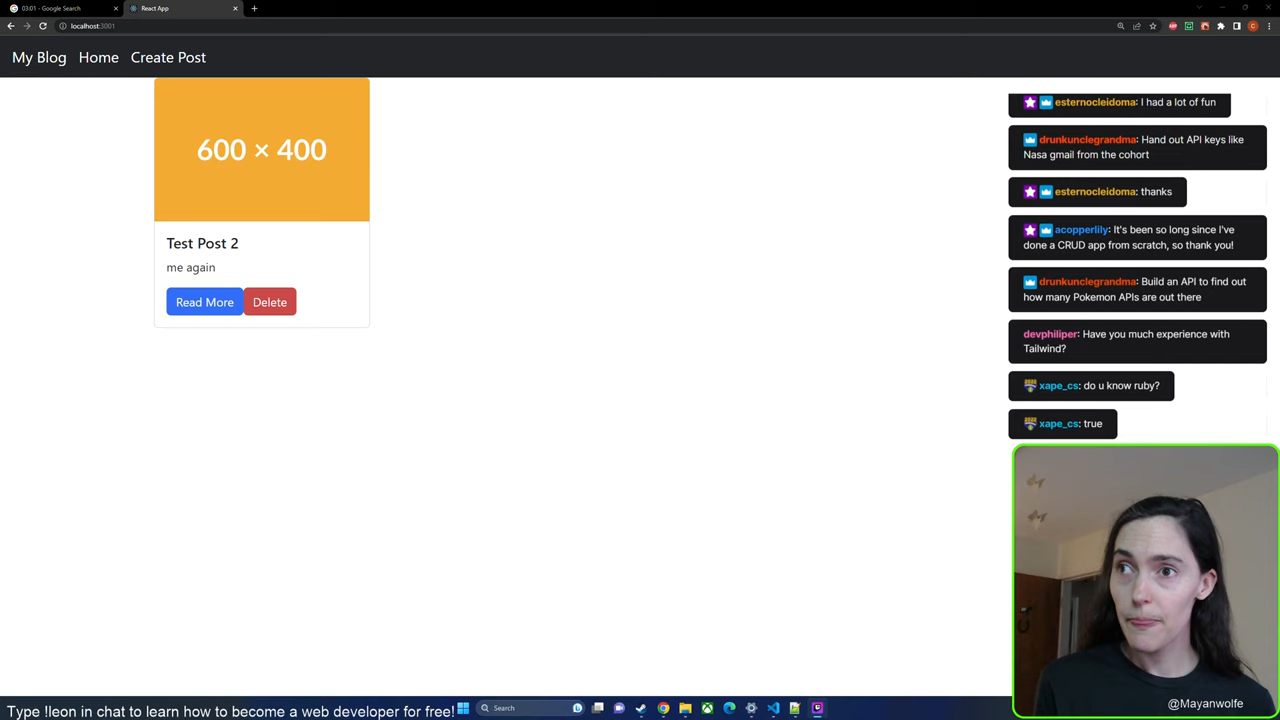 03:01 - Google Search
React App
localhost:3001
My Blog Home Create Post
600 × 400
Test Post 2
me again
Read More Delete
esternocleidoma: I had a lot of fun
drunkunclegrandma: Hand out API keys like
Nasa gmail from the cohort
esternocleidoma: thanks
acopperlily: It's been so long since I've
done a CRUD app from scratch, so thank you!
drunkunclegrandma: Build an API to find out
how many Pokemon APIs are out there
devphiliper: Have you much experience with
Tailwind?
xape_cs: do u know ruby?
xape_cs: true
@Mayanwolfe
Type !leon in chat to learn how to become a web developer for free!
Search